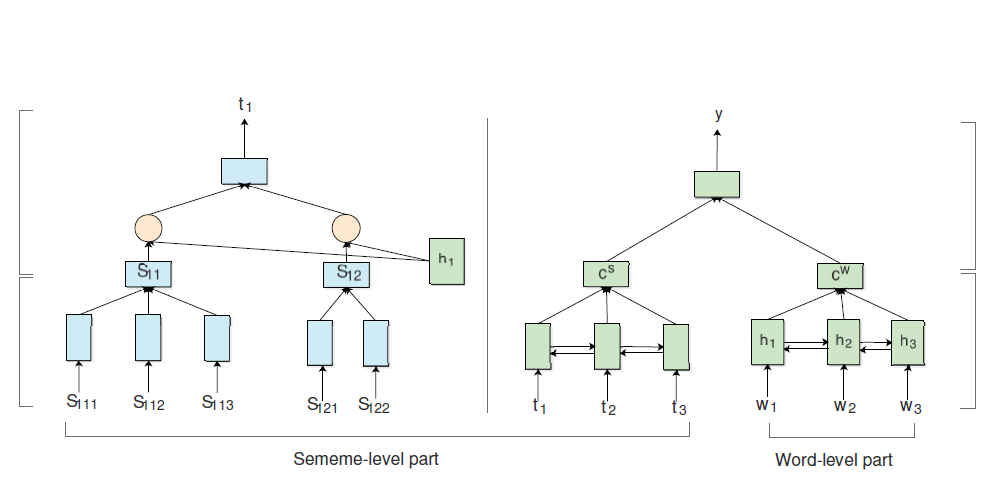 t1
y
h1
S11
S12
cS
cW
h1
h2
h3
S111
S112
S113
S121
S122
t1
t2
t3
w1
w2
w3
Sememe-level part
Word-level part